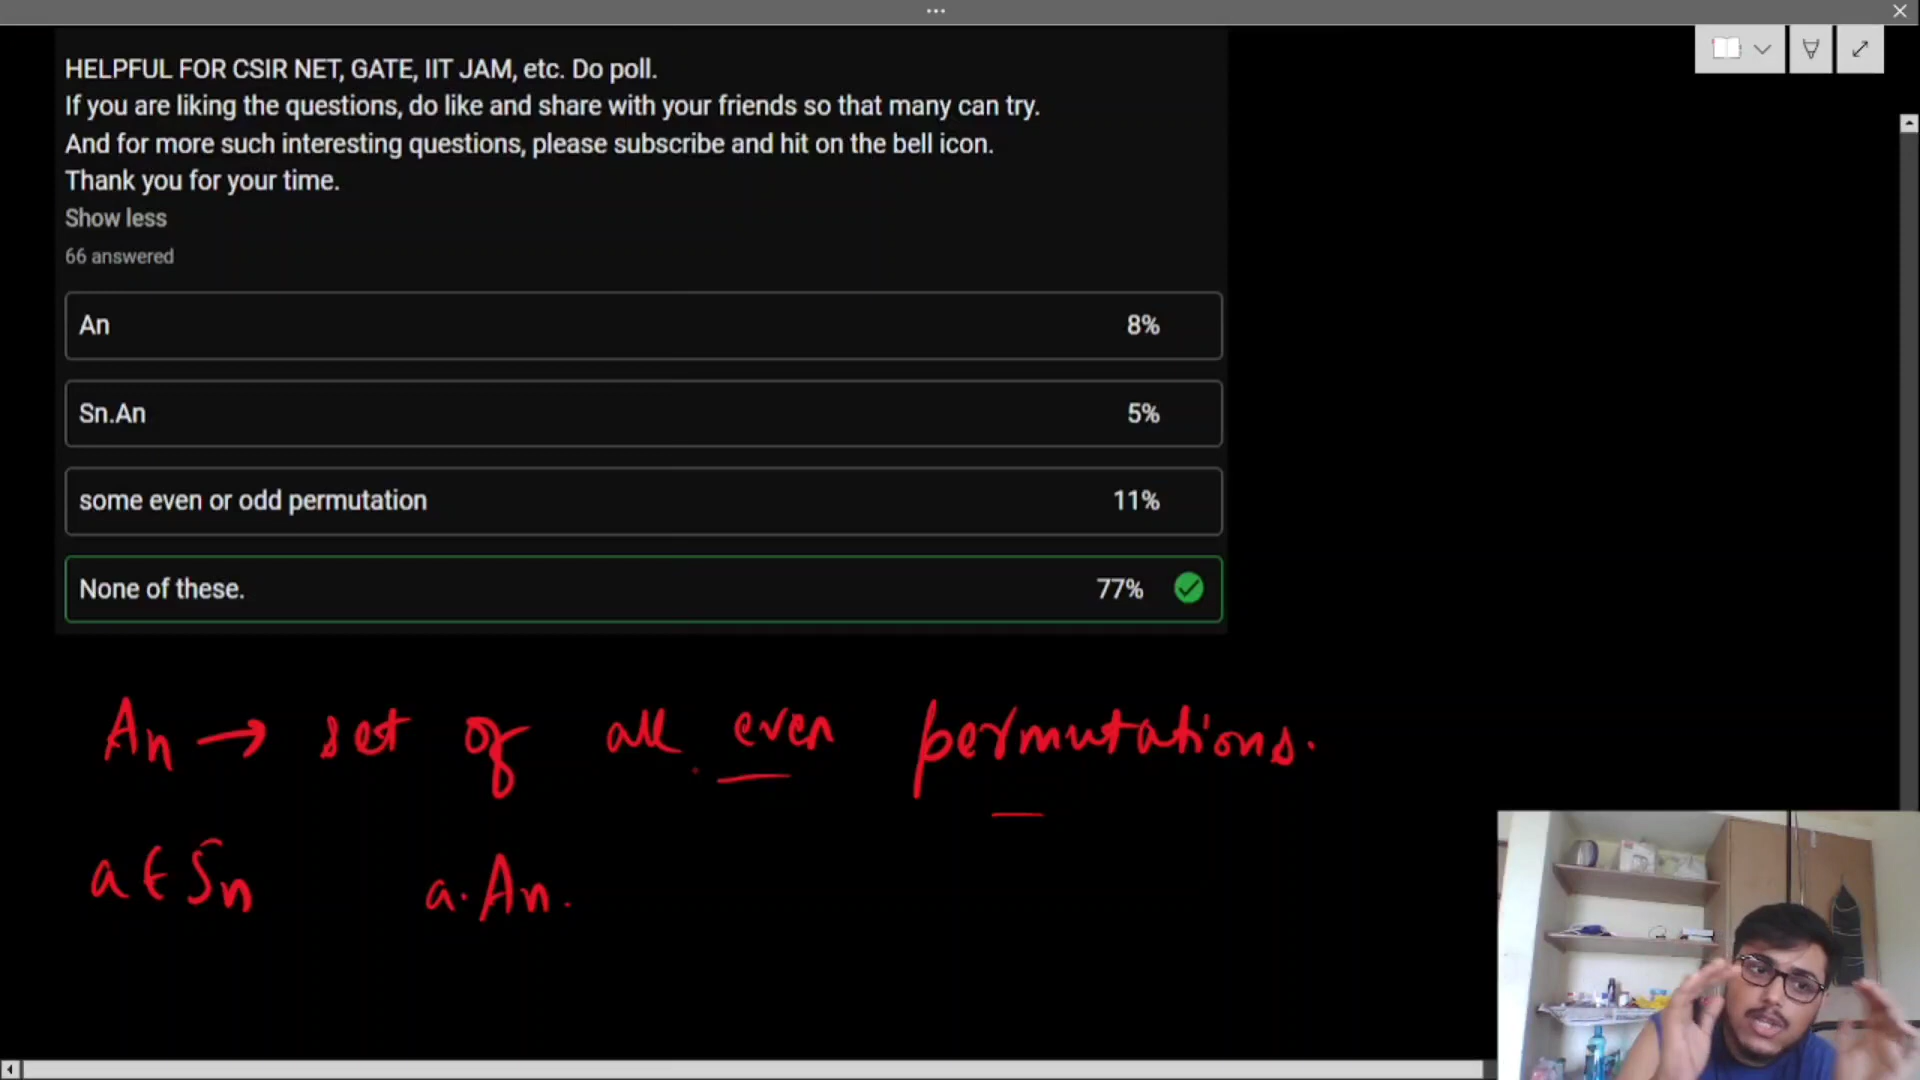 HELPFUL FOR CSIR NET, GATE, IIT JAM, etc. Do poll.
If you are liking the questions, do like and share with your friends so that many can try.
And for more such interesting questions, please subscribe and hit on the bell icon.
Thank you for your time.
Show less
66 answered
An 8%
Sn.An 5%
some even or odd permutation 11%
None of these. 77%
An → set of all even permutations.
a ∈ Sn a.An.